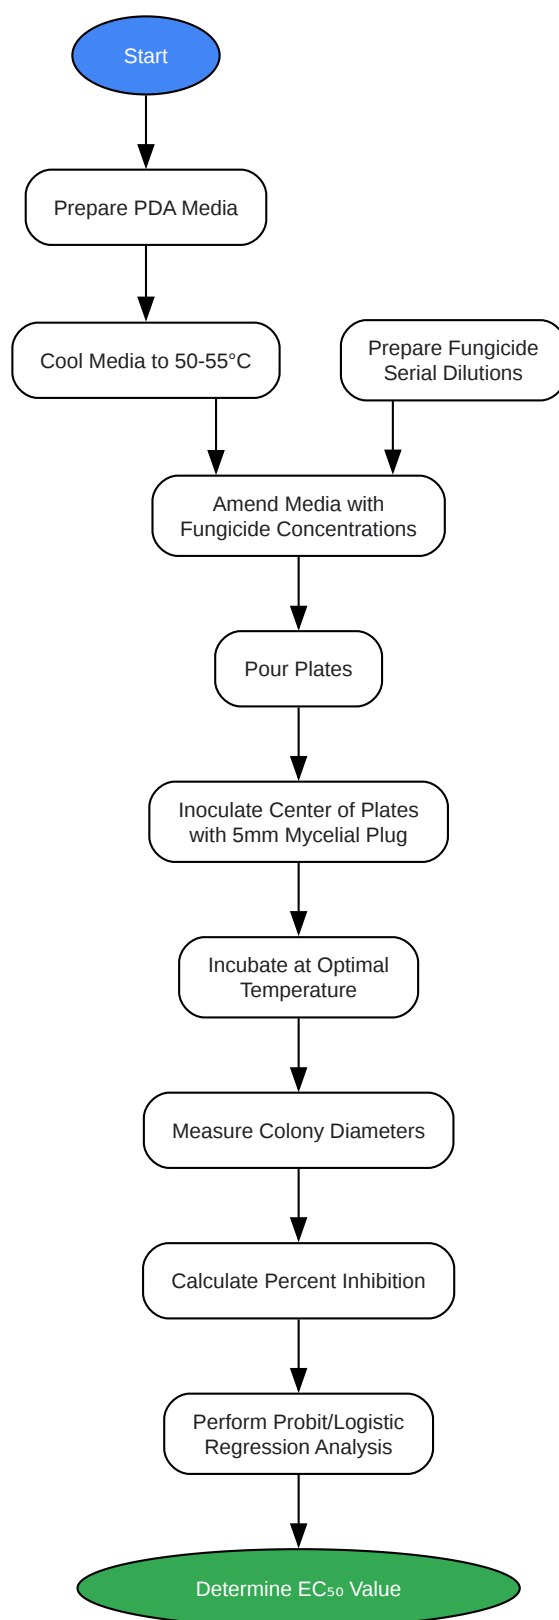 Start
Prepare PDA Media
Cool Media to 50-55°C
Prepare Fungicide
Serial Dilutions
Amend Media with
Fungicide Concentrations
Pour Plates
Inoculate Center of Plates
with 5mm Mycelial Plug
Incubate at Optimal
Temperature
Measure Colony Diameters
Calculate Percent Inhibition
Perform Probit/Logistic
Regression Analysis
Determine EC₅₀ Value